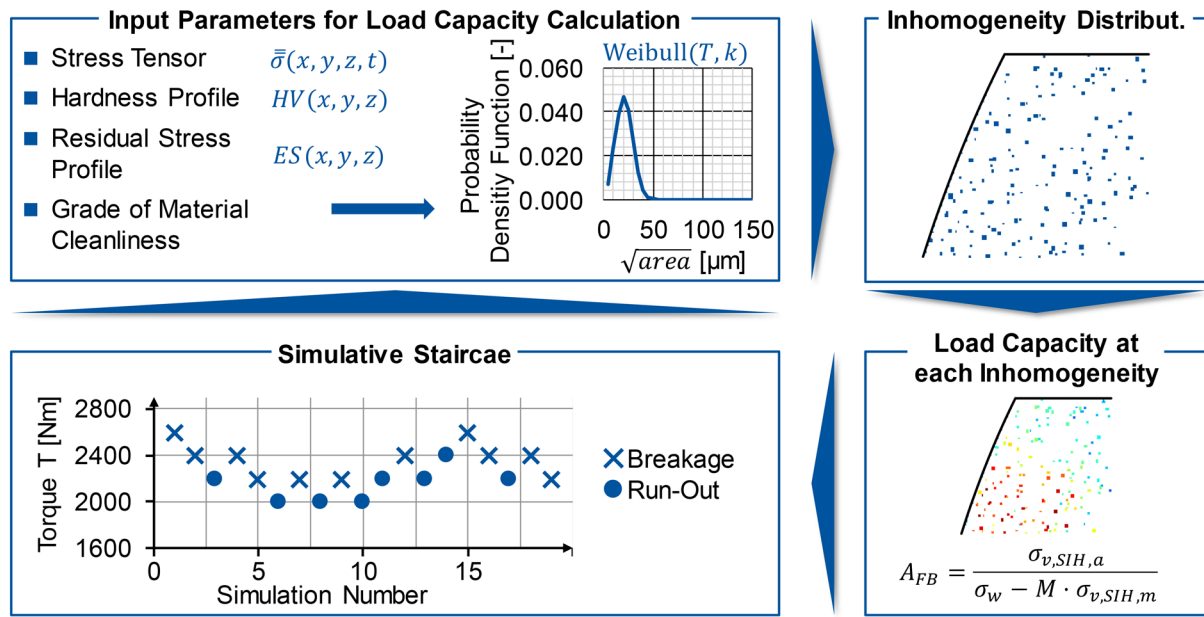 Input Parameters for Load Capacity Calculation
Stress Tensor
σ̿(x, y, z, t)
Hardness Profile
HV(x, y, z)
Residual Stress
Profile
ES(x, y, z)
Grade of Material
Cleanliness
Probability
Densitiy Function [-]
Weibull(T, k)
0.060
0.040
0.020
0.000
0 50 100 150
√area [µm]
Inhomogeneity Distribut.
Load Capacity at
each Inhomogeneity
A_FB = σ_v,SIH,a / (σ_w − M · σ_v,SIH,m)
Simulative Staircae
Torque T [Nm]
2800
2400
2000
1600
0 5 10 15
Simulation Number
Breakage
Run-Out